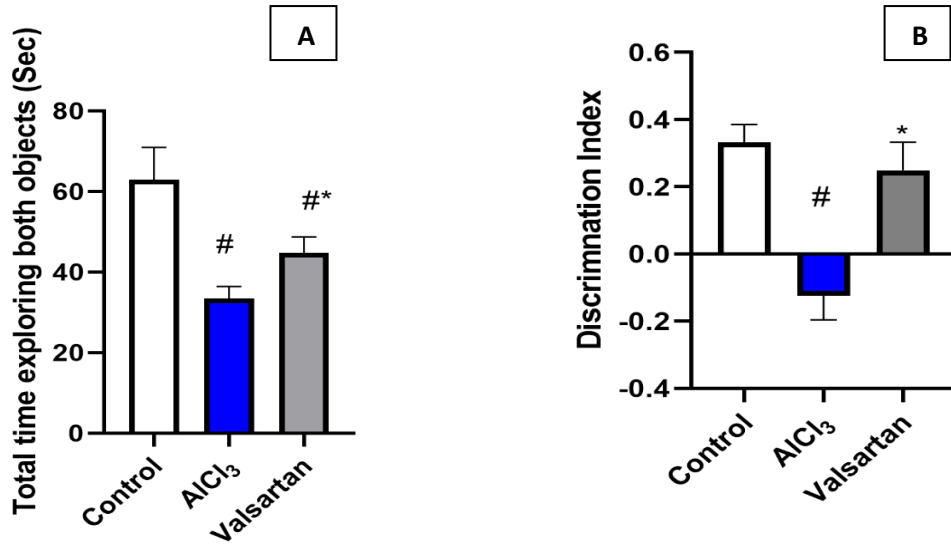 A
Total time exploring both objects (Sec)
80
60
40
20
0
#
#*
Control
AlCl₃
Valsartan
B
Discrimnation Index
0.6
0.4
0.2
0.0
-0.2
-0.4
#
*
Control
AlCl₃
Valsartan